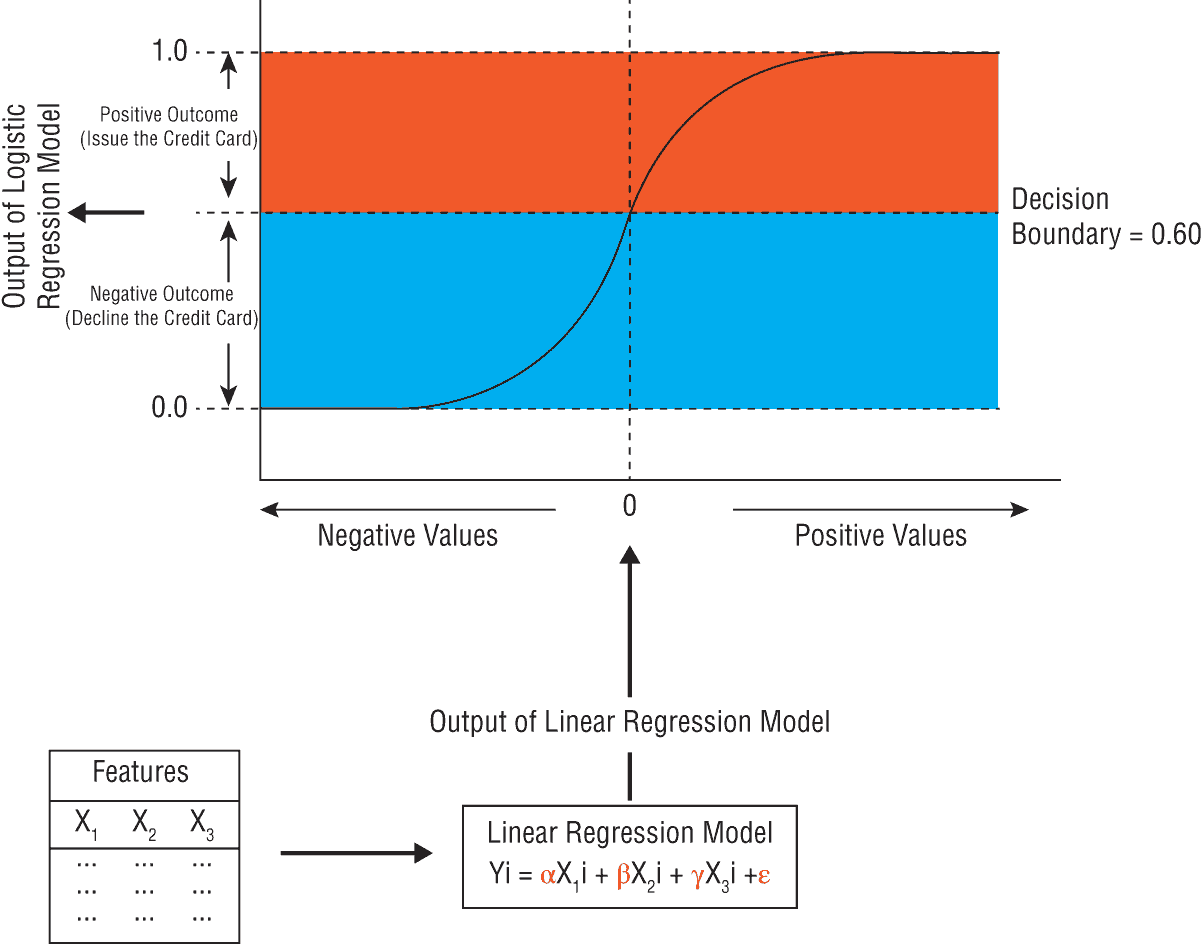 1.0
Positive Outcome
(Issue the Credit Card)
Output of Logistic
Regression Model
Decision
Boundary = 0.60
Negative Outcome
(Decline the Credit Card)
0.0
0
Negative Values
Positive Values
Output of Linear Regression Model
Features
X₁ X₂ X₃
... ... ...
... ... ...
... ... ...
Linear Regression Model
Yi = αX₁i + βX₂i + γX₃i +ε